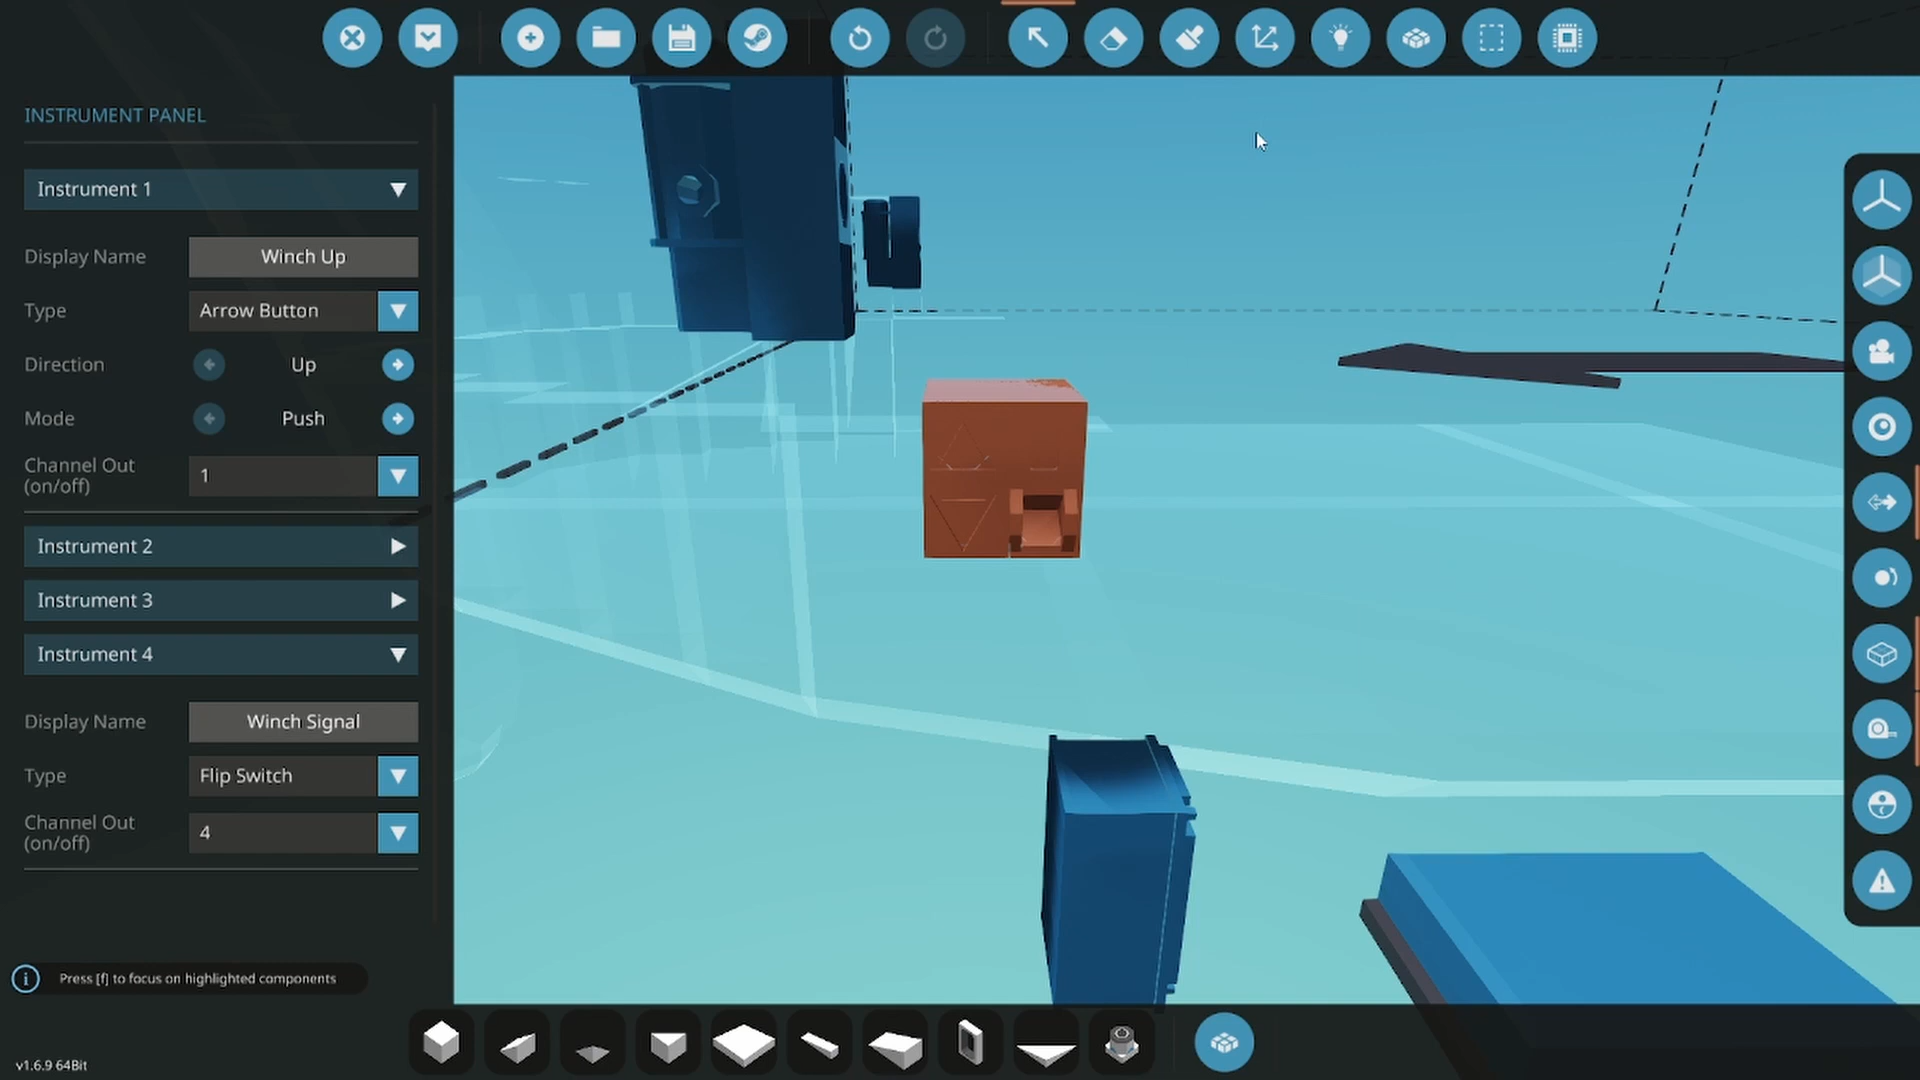 INSTRUMENT PANEL
Instrument 1
Display Name Winch Up
Type Arrow Button
Direction Up
Mode Push
Channel Out (on/off) 1
Instrument 2
Instrument 3
Instrument 4
Display Name Winch Signal
Type Flip Switch
Channel Out (on/off) 4
Press [f] to focus on highlighted components
v1.6.9 64Bit